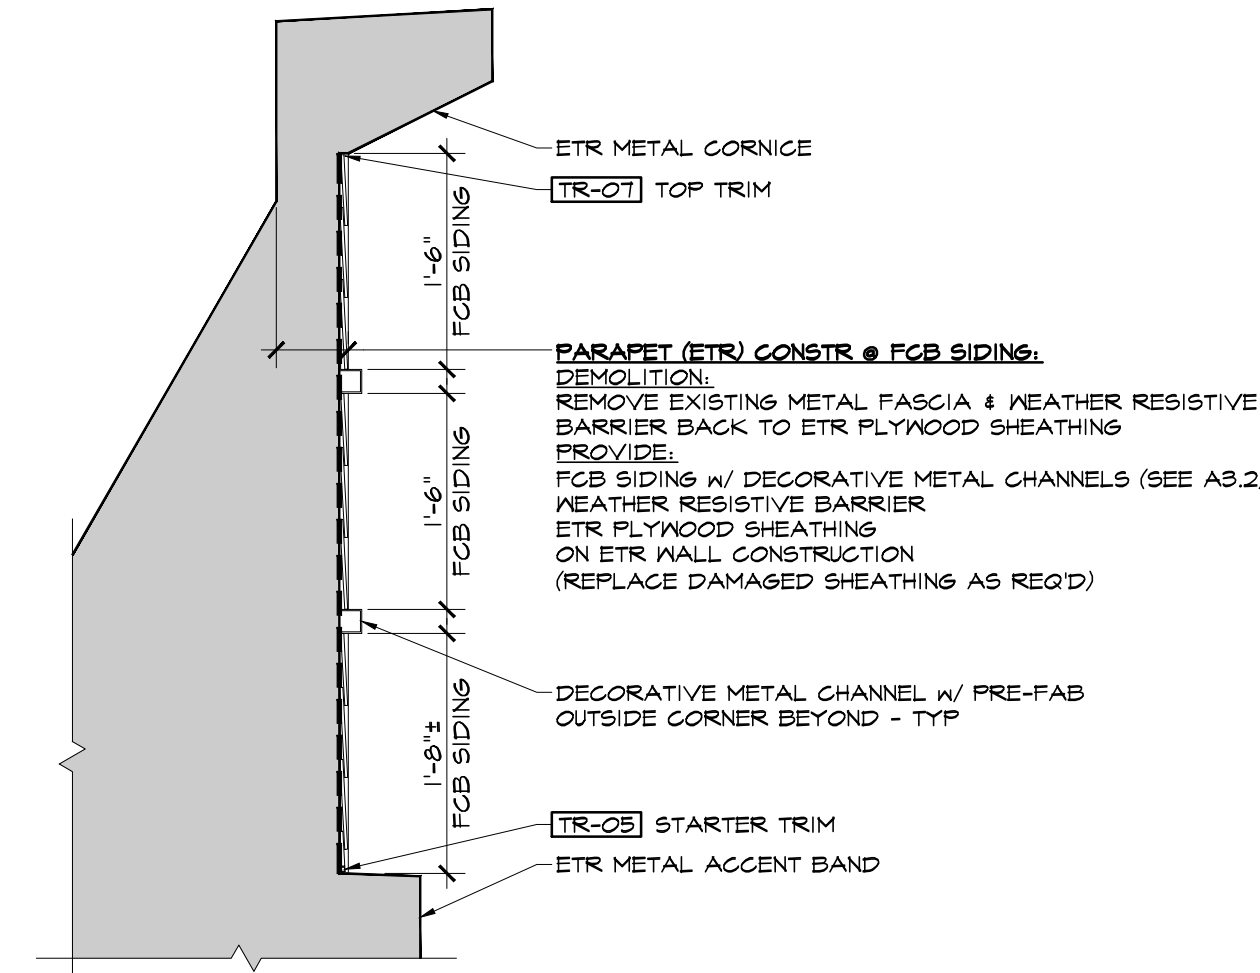 ETR METAL CORNICE
TR-07 TOP TRIM
1'-6"
FCB SIDING
PARAPET (ETR) CONSTR @ FCB SIDING:
DEMOLITION:
REMOVE EXISTING METAL FASCIA & WEATHER RESISTIVE
BARRIER BACK TO ETR PLYWOOD SHEATHING
PROVIDE:
FCB SIDING w/ DECORATIVE METAL CHANNELS (SEE A3.2
WEATHER RESISTIVE BARRIER
ETR PLYWOOD SHEATHING
ON ETR WALL CONSTRUCTION
(REPLACE DAMAGED SHEATHING AS REQ'D)
1'-6"
FCB SIDING
DECORATIVE METAL CHANNEL w/ PRE-FAB
OUTSIDE CORNER BEYOND - TYP
1'-8"±
FCB SIDING
TR-05 STARTER TRIM
ETR METAL ACCENT BAND